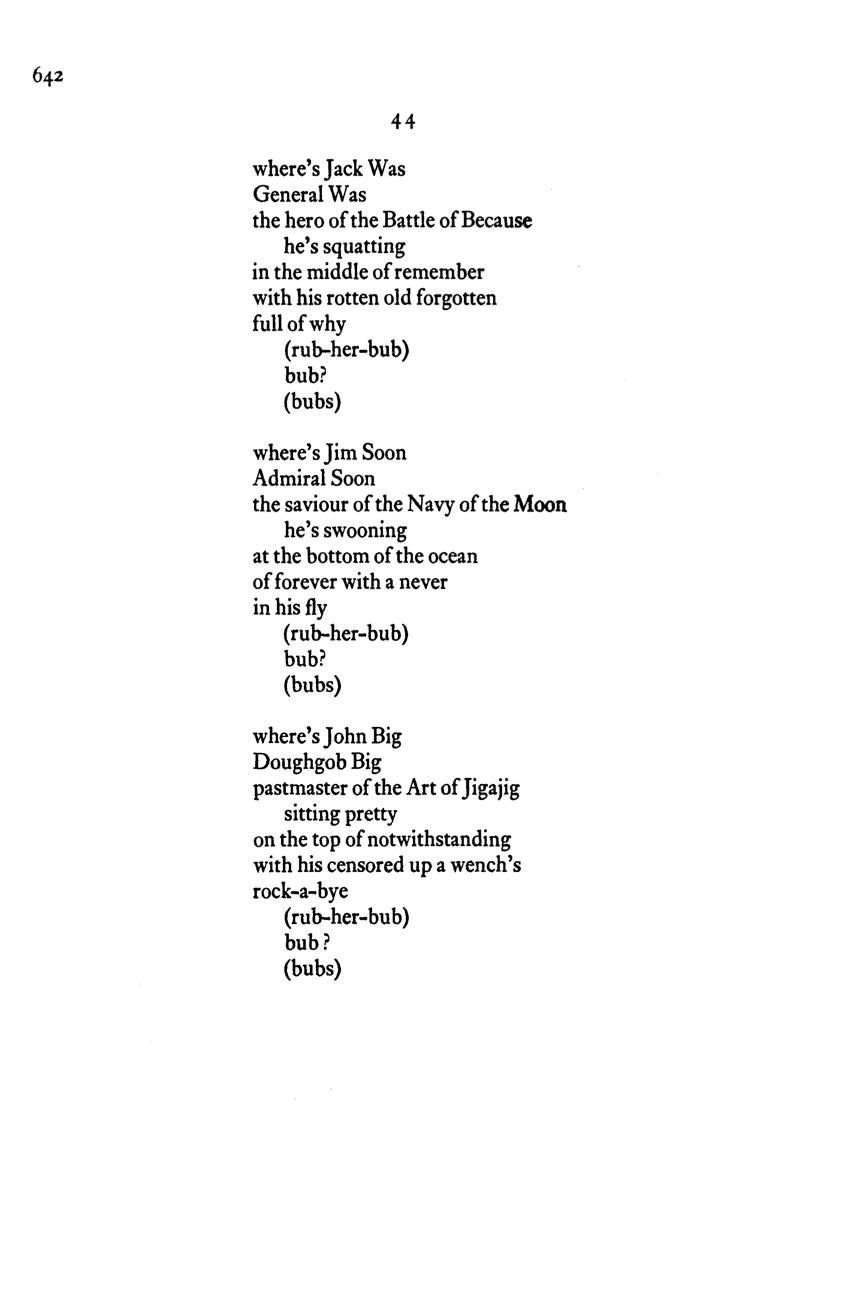 642
44
where's Jack Was
General Was
the hero of the Battle of Because
he's squatting
in the middle of remember
with his rotten old forgotten
full of why
(rub-her-bub)
bub?
(bubs)
where's Jim Soon
Admiral Soon
the saviour of the Navy of the Moon
he's swooning
at the bottom of the ocean
of forever with a never
in his fly
(rub-her-bub)
bub?
(bubs)
where's John Big
Doughgob Big
pastmaster of the Art of Jigajig
sitting pretty
on the top of notwithstanding
with his censored up a wench's
rock-a-bye
(rub-her-bub)
bub ?
(bubs)